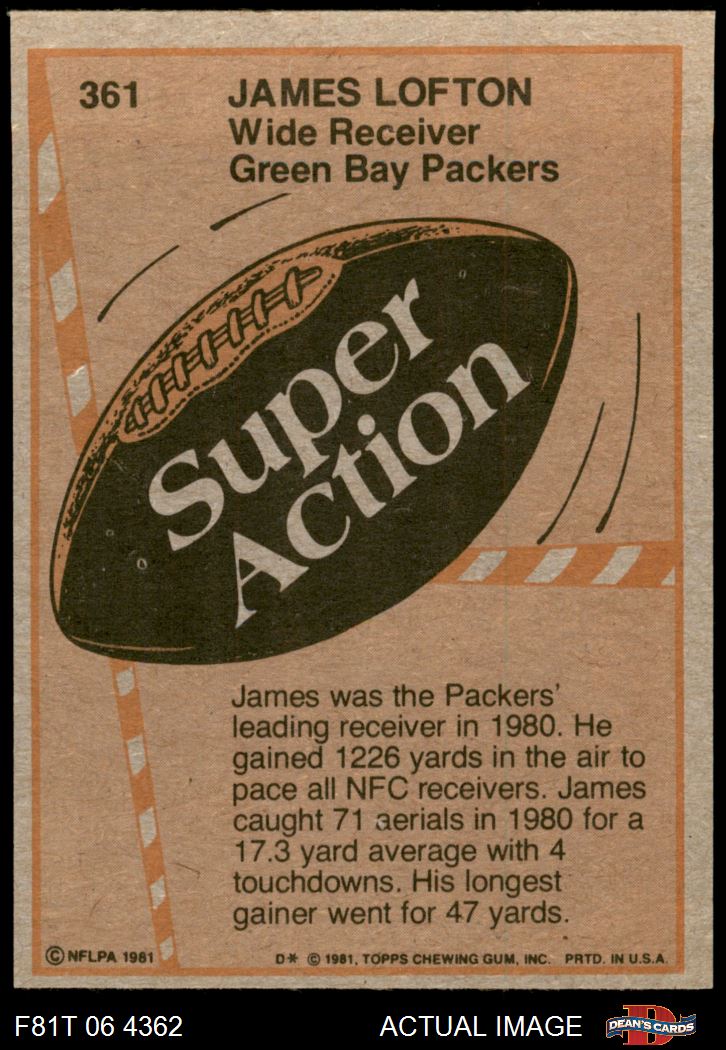 361
JAMES LOFTON
Wide Receiver
Green Bay Packers
Super
Action
James was the Packers'
leading receiver in 1980. He
gained 1226 yards in the air to
pace all NFC receivers. James
caught 71 aerials in 1980 for a
17.3 yard average with 4
touchdowns. His longest
gainer went for 47 yards.
© NFLPA 1981
D* © 1981, TOPPS CHEWING GUM, INC. PRTD. IN U.S.A.
F81T 06 4362
ACTUAL IMAGE
D
DEAN'S CARDS